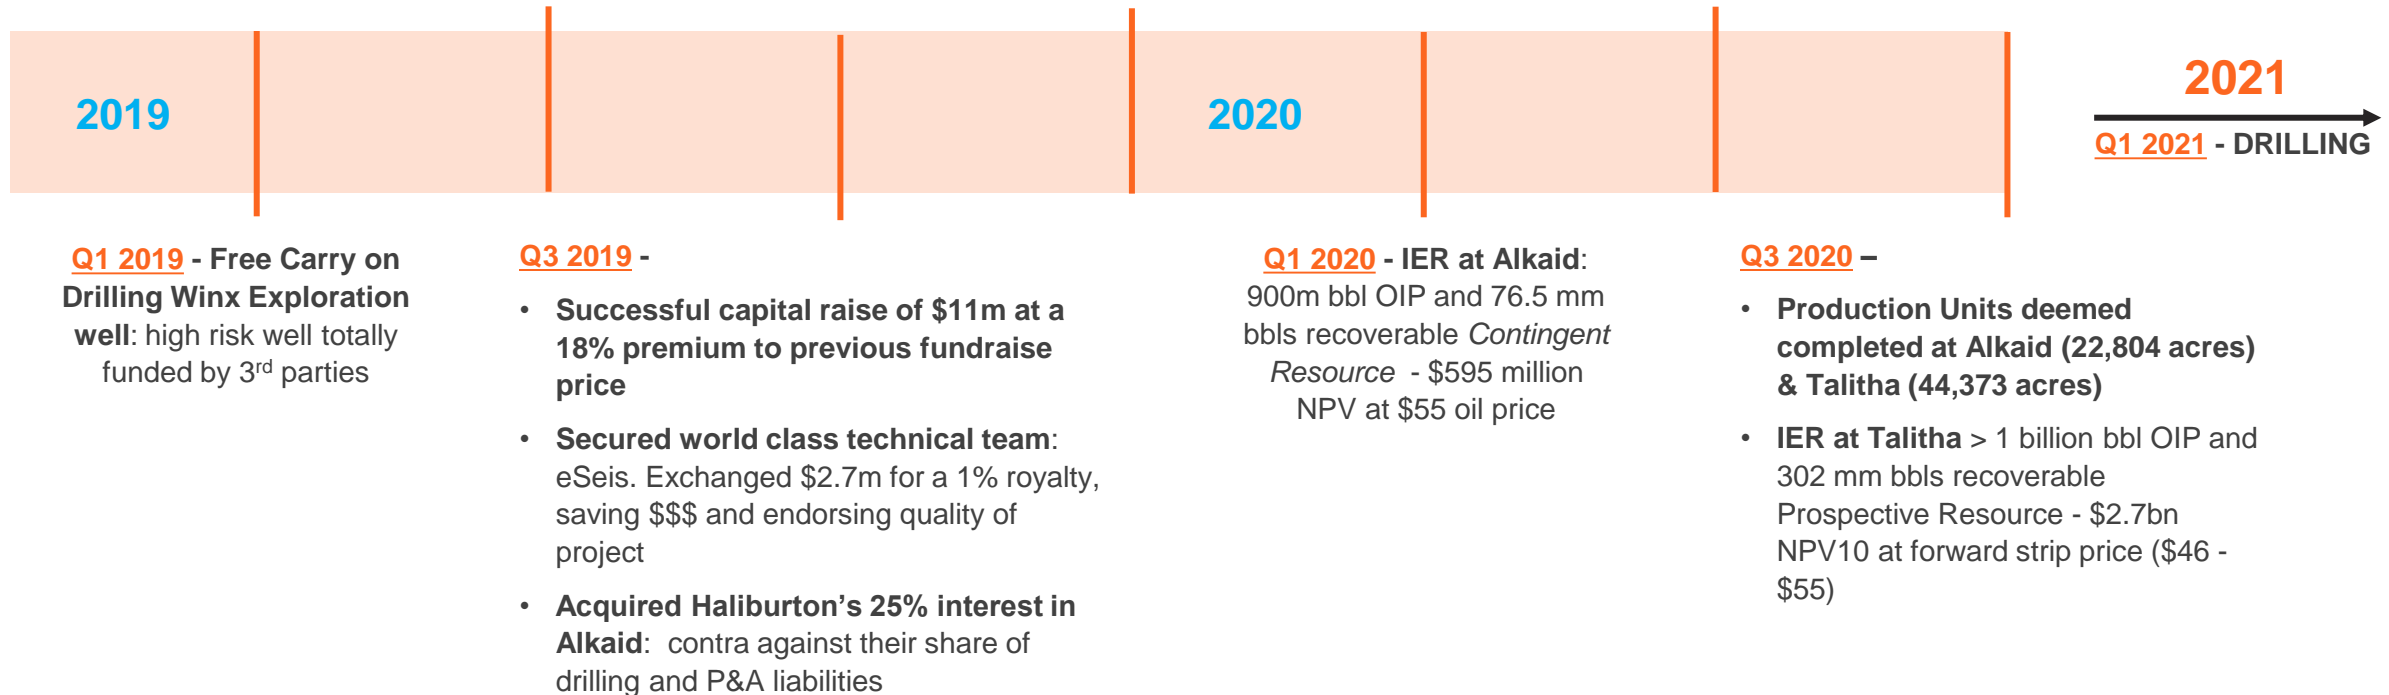 2019
2020
2021
Q1 2021 - DRILLING
Q1 2019 - Free Carry on
Drilling Winx Exploration
well: high risk well totally
funded by 3rd parties
Q3 2019 -
• Successful capital raise of $11m at a
18% premium to previous fundraise
price
• Secured world class technical team:
eSeis. Exchanged $2.7m for a 1% royalty,
saving $$$ and endorsing quality of
project
• Acquired Haliburton’s 25% interest in
Alkaid: contra against their share of
drilling and P&A liabilities
Q1 2020 - IER at Alkaid:
900m bbl OIP and 76.5 mm
bbls recoverable Contingent
Resource - $595 million
NPV at $55 oil price
Q3 2020 –
• Production Units deemed
completed at Alkaid (22,804 acres)
& Talitha (44,373 acres)
• IER at Talitha > 1 billion bbl OIP and
302 mm bbls recoverable
Prospective Resource - $2.7bn
NPV10 at forward strip price ($46 -
$55)